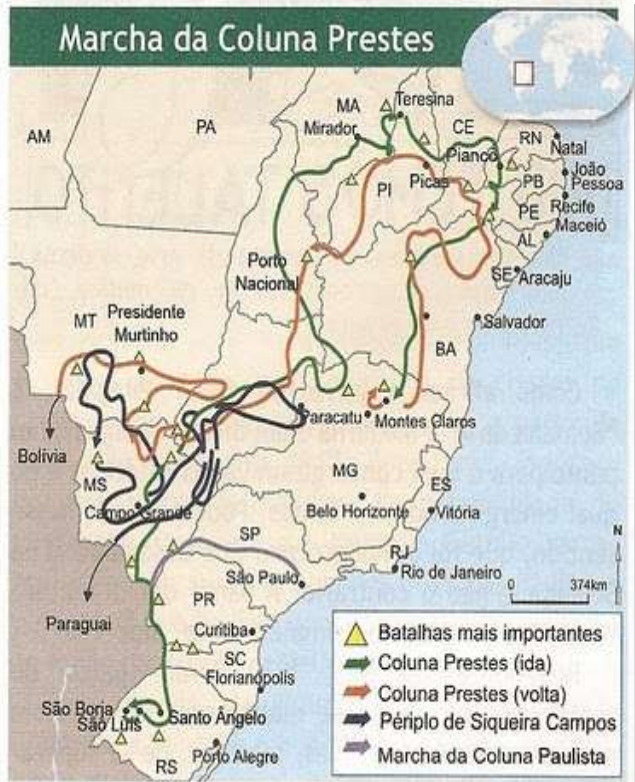 Marcha da Coluna Prestes
MA
Teresina
CE
AM
PA
Mirador
RN
Natal
Piancó
João
Pessoa
PI
Picas
PB
PE
Recife
Maceió
AL
Porto
Nacional
SE
Aracaju
MT
Presidente
Murtinho
Salvador
BA
Paracatu
Montes Claros
Bolívia
MS
MG
ES
Campo Grande
Belo Horizonte
Vitória
SP
RJ
N
São Paulo
Rio de Janeiro
0
374km
Paraguai
PR
Curitiba
SC
Florianópolis
São Borja
São Luís
Santo Ângelo
Porto Alegre
RS
Batalhas mais importantes
Coluna Prestes (ida)
Coluna Prestes (volta)
Périplo de Siqueira Campos
Marcha da Coluna Paulista